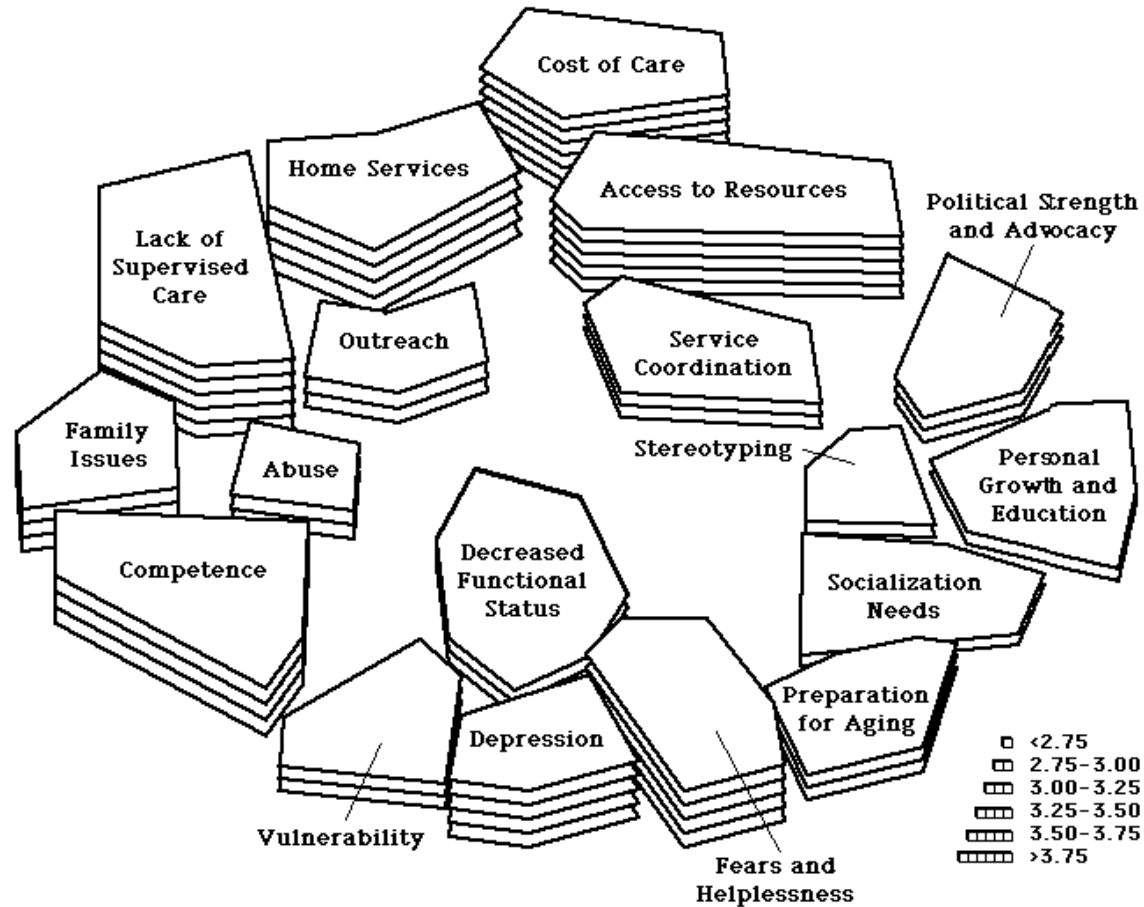 Cost of Care
Home Services
Access to Resources
Political Strength
and Advocacy
Lack of
Supervised
Care
Outreach
Service
Coordination
Family
Issues
Abuse
Stereotyping
Personal
Growth and
Education
Competence
Decreased
Functional
Status
Socialization
Needs
Preparation
for Aging
Depression
Vulnerability
Fears and
Helplessness
<2.75
2.75-3.00
3.00-3.25
3.25-3.50
3.50-3.75
>3.75